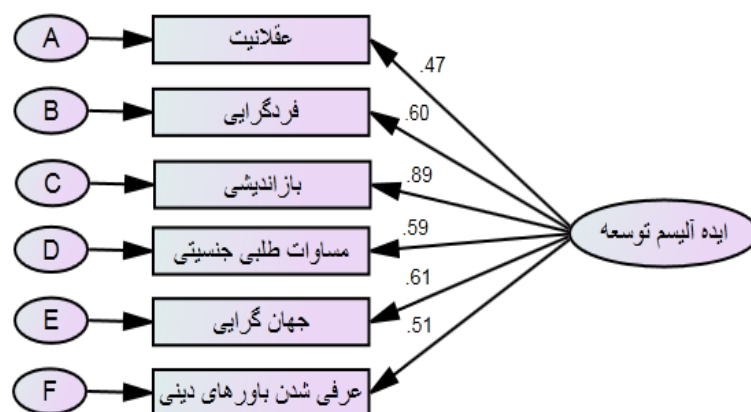 A
عقلانیت
.47
B
فردگرایی
.60
C
بازاندیشی
.89
D
مساوات طلبی جنسیتی
.59
ایده آلیسم توسعه
E
جهان گرایی
.61
F
عرفی شدن باورهای دینی
.51